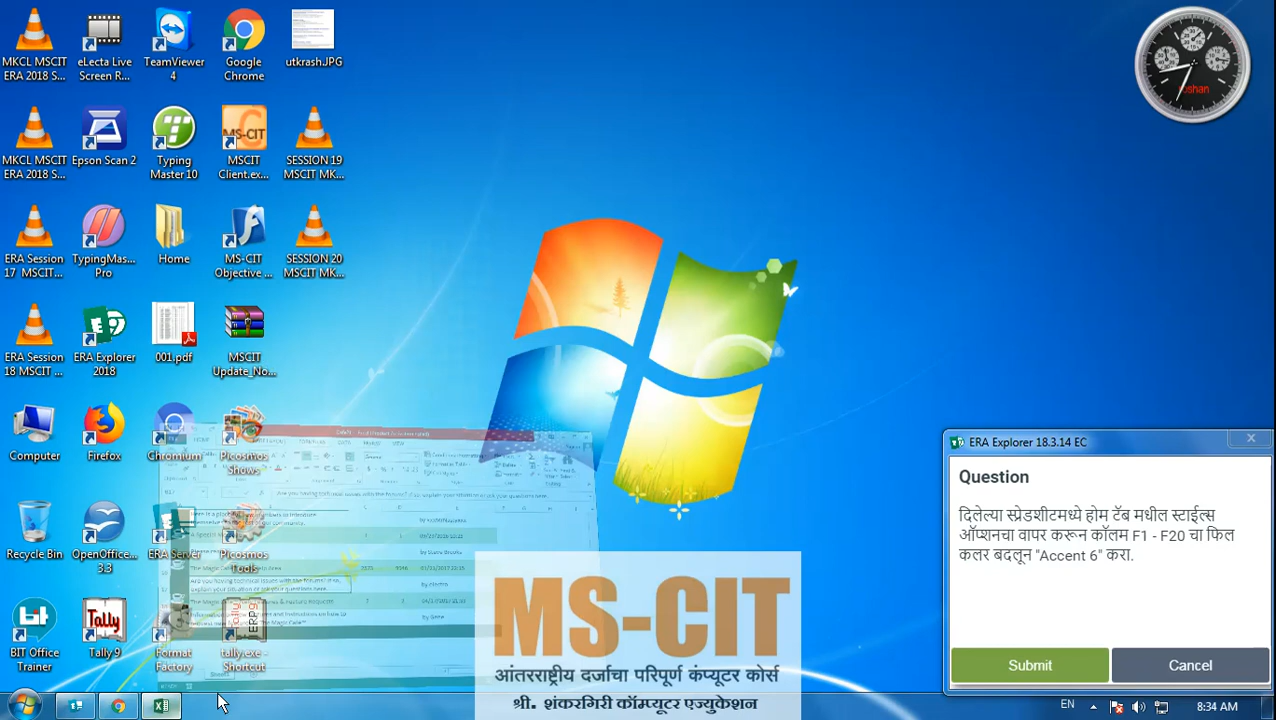 MKCL MSCIT
ERA 2018 S...
eLecta Live
Screen R...
TeamViewer
4
Google
Chrome
utkrash.JPG
MKCL MSCIT
ERA 2018 S...
Epson Scan 2
Typing
Master 10
MS-CIT
MSCIT
Client.ex...
SESSION 19
MSCIT MK...
ERA Session
17 MSCIT...
TypingMas...
Pro
Home
MS-CIT
Objective ...
SESSION 20
MSCIT MK...
ERA Session
18 MSCIT ...
ERA Explorer
2018
001.pdf
MSCIT
Update_No...
Computer
Firefox
Chromium
Picosmos
Shows
Recycle Bin
OpenOffice...
3.3
ERA Server
Picosmos
Tools
BIT Office
Trainer
Tally
Tally 9
Format
Factory
tally.exe -
Shortcut
roshan
ERA Explorer 18.3.14 EC
Question
दिलेल्या स्प्रेडशीटमध्ये होम टॅब मधील स्टाईल्स
ऑप्शनचा वापर करून कॉलम F1 - F20 चा फिल
कलर बदलून "Accent 6" करा.
Submit
Cancel
MS-CIT
आंतरराष्ट्रीय दर्जाचा परिपूर्ण कंप्यूटर कोर्स
श्री. शंकरगिरी कॉम्प्यूटर एज्युकेशन
EN
8:34 AM